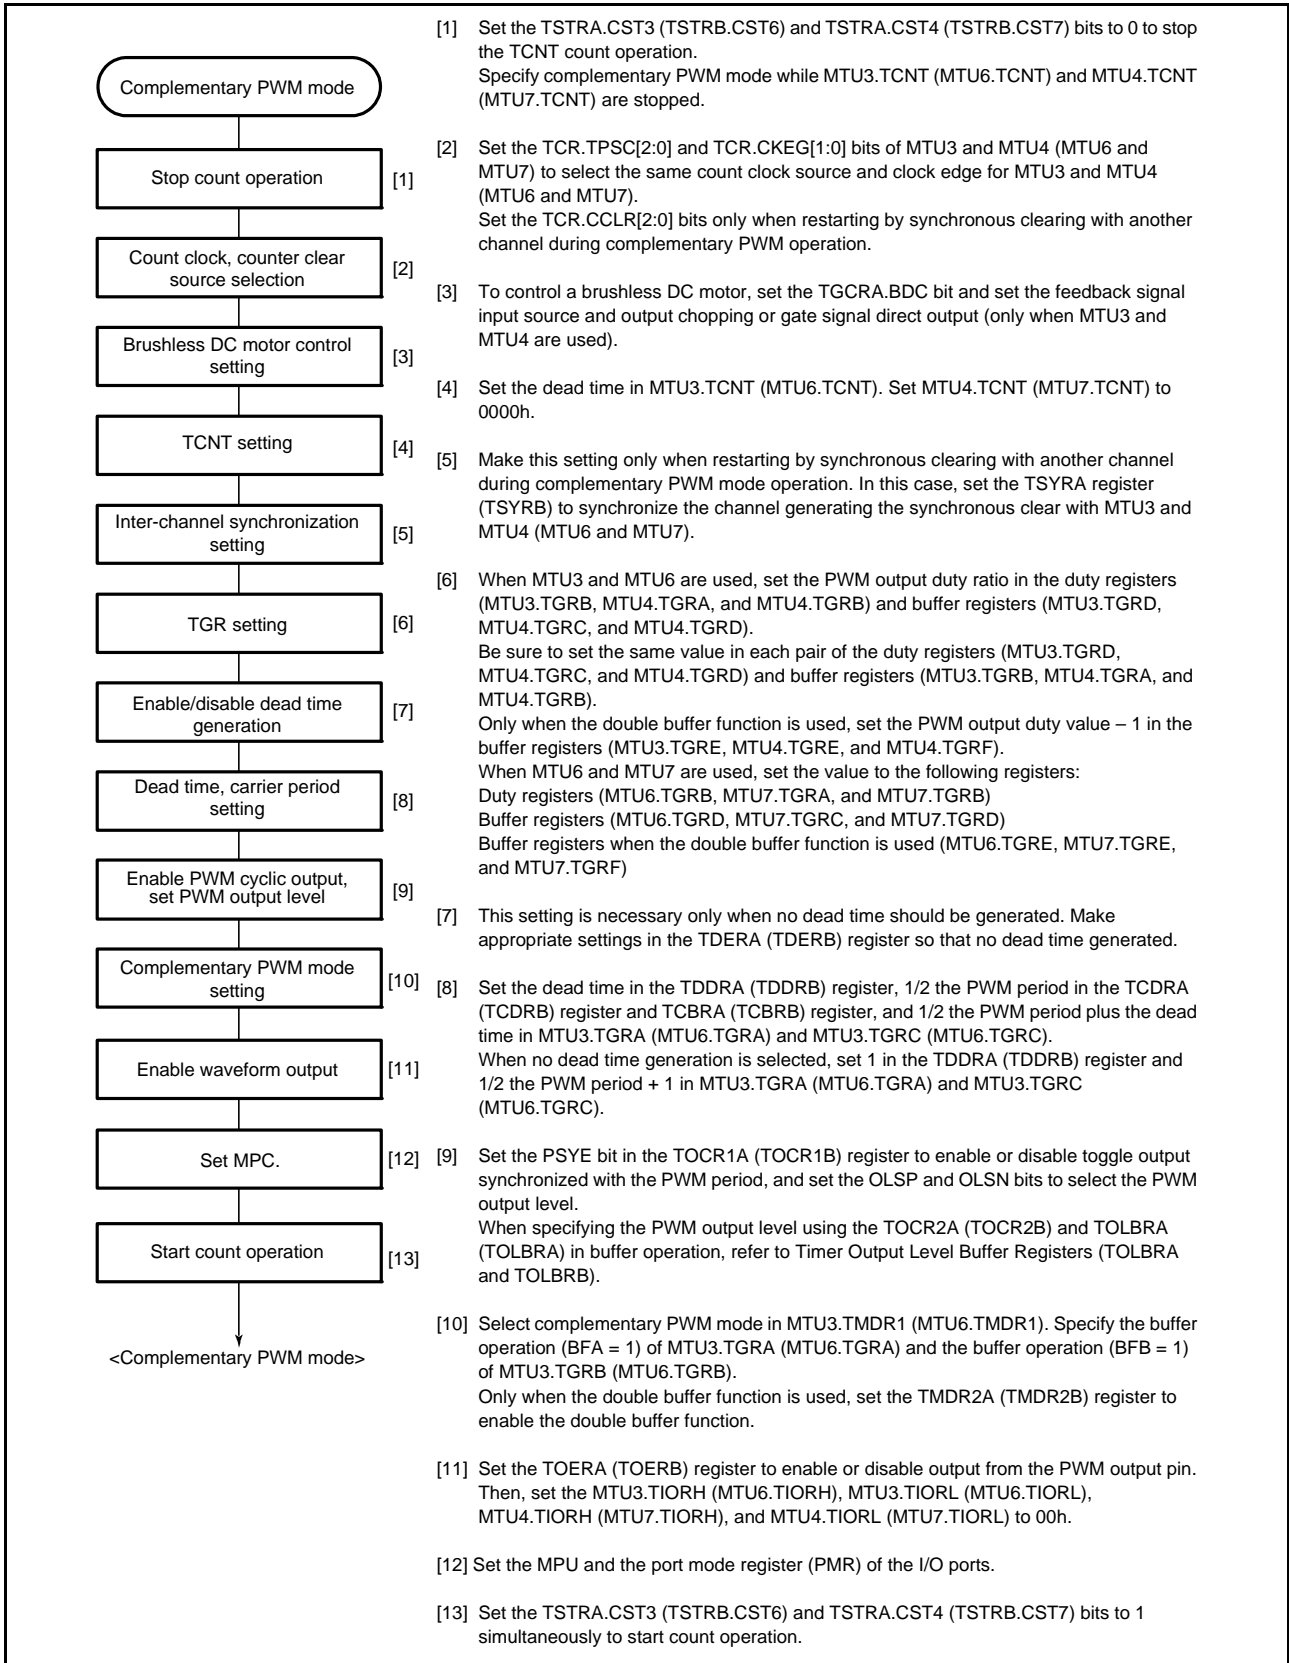 Complementary PWM mode
Stop count operation
[1]
Count clock, counter clear
source selection
[2]
Brushless DC motor control
setting
[3]
TCNT setting
[4]
Inter-channel synchronization
setting
[5]
TGR setting
[6]
Enable/disable dead time
generation
[7]
Dead time, carrier period
setting
[8]
Enable PWM cyclic output,
set PWM output level
[9]
Complementary PWM mode
setting
[10]
Enable waveform output
[11]
Set MPC.
[12]
Start count operation
[13]
<Complementary PWM mode>
[1] Set the TSTRA.CST3 (TSTRB.CST6) and TSTRA.CST4 (TSTRB.CST7) bits to 0 to stop
the TCNT count operation.
Specify complementary PWM mode while MTU3.TCNT (MTU6.TCNT) and MTU4.TCNT
(MTU7.TCNT) are stopped.
[2] Set the TCR.TPSC[2:0] and TCR.CKEG[1:0] bits of MTU3 and MTU4 (MTU6 and
MTU7) to select the same count clock source and clock edge for MTU3 and MTU4
(MTU6 and MTU7).
Set the TCR.CCLR[2:0] bits only when restarting by synchronous clearing with another
channel during complementary PWM operation.
[3] To control a brushless DC motor, set the TGCRA.BDC bit and set the feedback signal
input source and output chopping or gate signal direct output (only when MTU3 and
MTU4 are used).
[4] Set the dead time in MTU3.TCNT (MTU6.TCNT). Set MTU4.TCNT (MTU7.TCNT) to
0000h.
[5] Make this setting only when restarting by synchronous clearing with another channel
during complementary PWM mode operation. In this case, set the TSYRA register
(TSYRB) to synchronize the channel generating the synchronous clear with MTU3 and
MTU4 (MTU6 and MTU7).
[6] When MTU3 and MTU6 are used, set the PWM output duty ratio in the duty registers
(MTU3.TGRB, MTU4.TGRA, and MTU4.TGRB) and buffer registers (MTU3.TGRD,
MTU4.TGRC, and MTU4.TGRD).
Be sure to set the same value in each pair of the duty registers (MTU3.TGRD,
MTU4.TGRC, and MTU4.TGRD) and buffer registers (MTU3.TGRB, MTU4.TGRA, and
MTU4.TGRB).
Only when the double buffer function is used, set the PWM output duty value – 1 in the
buffer registers (MTU3.TGRE, MTU4.TGRE, and MTU4.TGRF).
When MTU6 and MTU7 are used, set the value to the following registers:
Duty registers (MTU6.TGRB, MTU7.TGRA, and MTU7.TGRB)
Buffer registers (MTU6.TGRD, MTU7.TGRC, and MTU7.TGRD)
Buffer registers when the double buffer function is used (MTU6.TGRE, MTU7.TGRE,
and MTU7.TGRF)
[7] This setting is necessary only when no dead time should be generated. Make
appropriate settings in the TDERA (TDERB) register so that no dead time generated.
[8] Set the dead time in the TDDRA (TDDRB) register, 1/2 the PWM period in the TCDRA
(TCDRB) register and TCBRA (TCBRB) register, and 1/2 the PWM period plus the dead
time in MTU3.TGRA (MTU6.TGRA) and MTU3.TGRC (MTU6.TGRC).
When no dead time generation is selected, set 1 in the TDDRA (TDDRB) register and
1/2 the PWM period + 1 in MTU3.TGRA (MTU6.TGRA) and MTU3.TGRC
(MTU6.TGRC).
[9] Set the PSYE bit in the TOCR1A (TOCR1B) register to enable or disable toggle output
synchronized with the PWM period, and set the OLSP and OLSN bits to select the PWM
output level.
When specifying the PWM output level using the TOCR2A (TOCR2B) and TOLBRA
(TOLBRA) in buffer operation, refer to Timer Output Level Buffer Registers (TOLBRA
and TOLBRB).
[10] Select complementary PWM mode in MTU3.TMDR1 (MTU6.TMDR1). Specify the buffer
operation (BFA = 1) of MTU3.TGRA (MTU6.TGRA) and the buffer operation (BFB = 1)
of MTU3.TGRB (MTU6.TGRB).
Only when the double buffer function is used, set the TMDR2A (TMDR2B) register to
enable the double buffer function.
[11] Set the TOERA (TOERB) register to enable or disable output from the PWM output pin.
Then, set the MTU3.TIORH (MTU6.TIORH), MTU3.TIORL (MTU6.TIORL),
MTU4.TIORH (MTU7.TIORH), and MTU4.TIORL (MTU7.TIORL) to 00h.
[12] Set the MPU and the port mode register (PMR) of the I/O ports.
[13] Set the TSTRA.CST3 (TSTRB.CST6) and TSTRA.CST4 (TSTRB.CST7) bits to 1
simultaneously to start count operation.